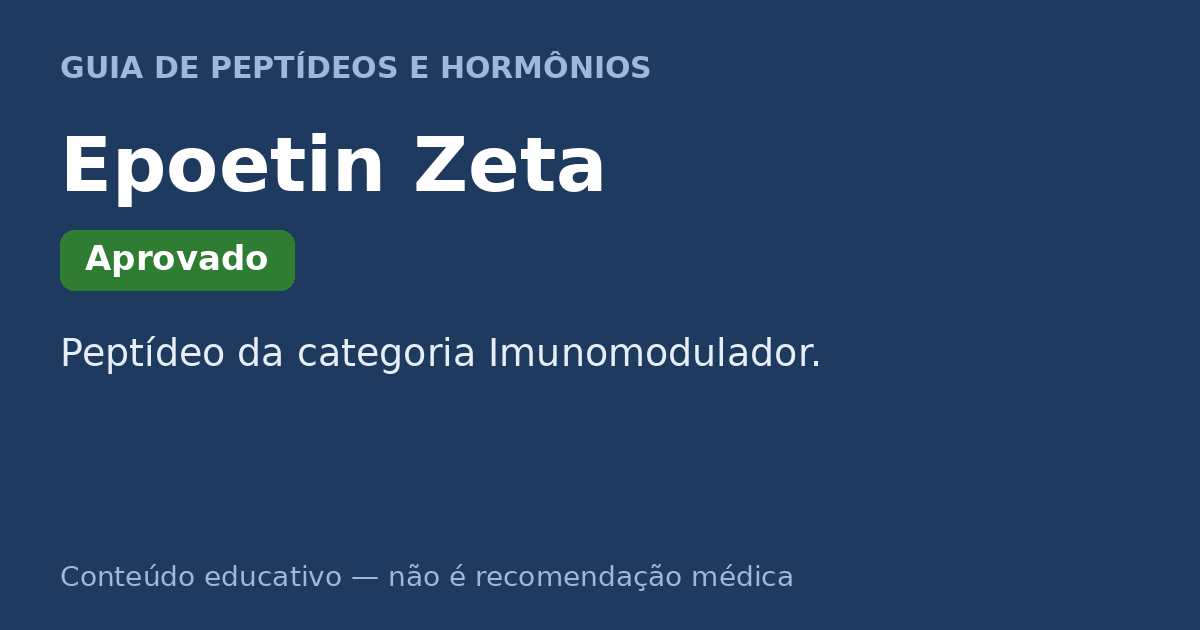 GUIA DE PEPTÍDEOS E HORMÔNIOS
Epoetin Zeta
Aprovado
Peptídeo da categoria Imunomodulador.
Conteúdo educativo — não é recomendação médica